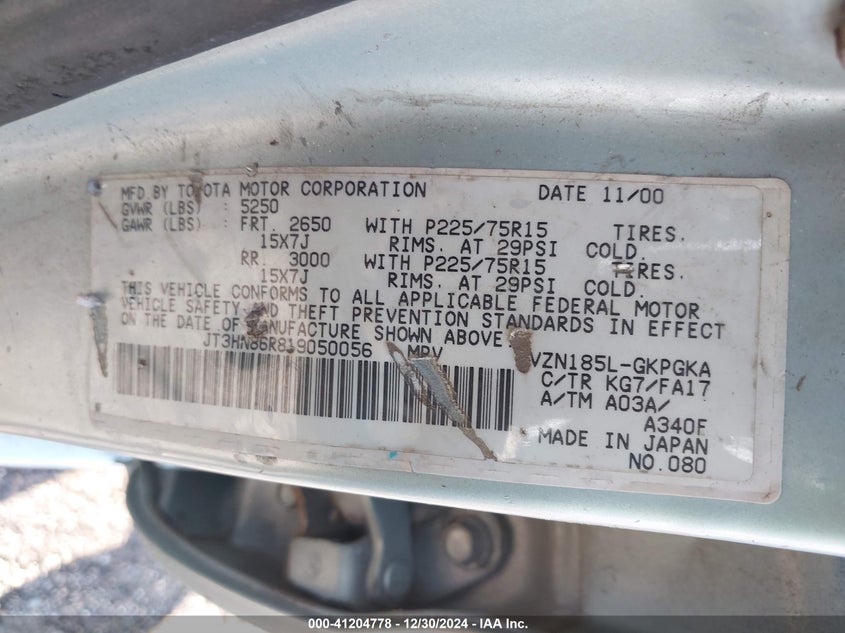 MFD BY TOYOTA MOTOR CORPORATION DATE 11/00
GVWR (LBS) : 5250
GAWR (LBS) : FRT. 2650 WITH P225/75R15 TIRES.
15X7J RIMS. AT 29PSI COLD.
RR. 3000 WITH P225/75R15 TIRES.
15X7J RIMS. AT 29PSI COLD.
THIS VEHICLE CONFORMS TO ALL APPLICABLE FEDERAL MOTOR
VEHICLE SAFETY AND THEFT PREVENTION STANDARDS IN EFFECT
ON THE DATE OF MANUFACTURE SHOWN ABOVE.
JT3HN86R819050056 MPV VZN185L-GKPGKA
C/TR KG7/FA17
A/TM A03A/
A340F
MADE IN JAPAN
NO.080
000-41204778 - 12/30/2024 - IAA Inc.